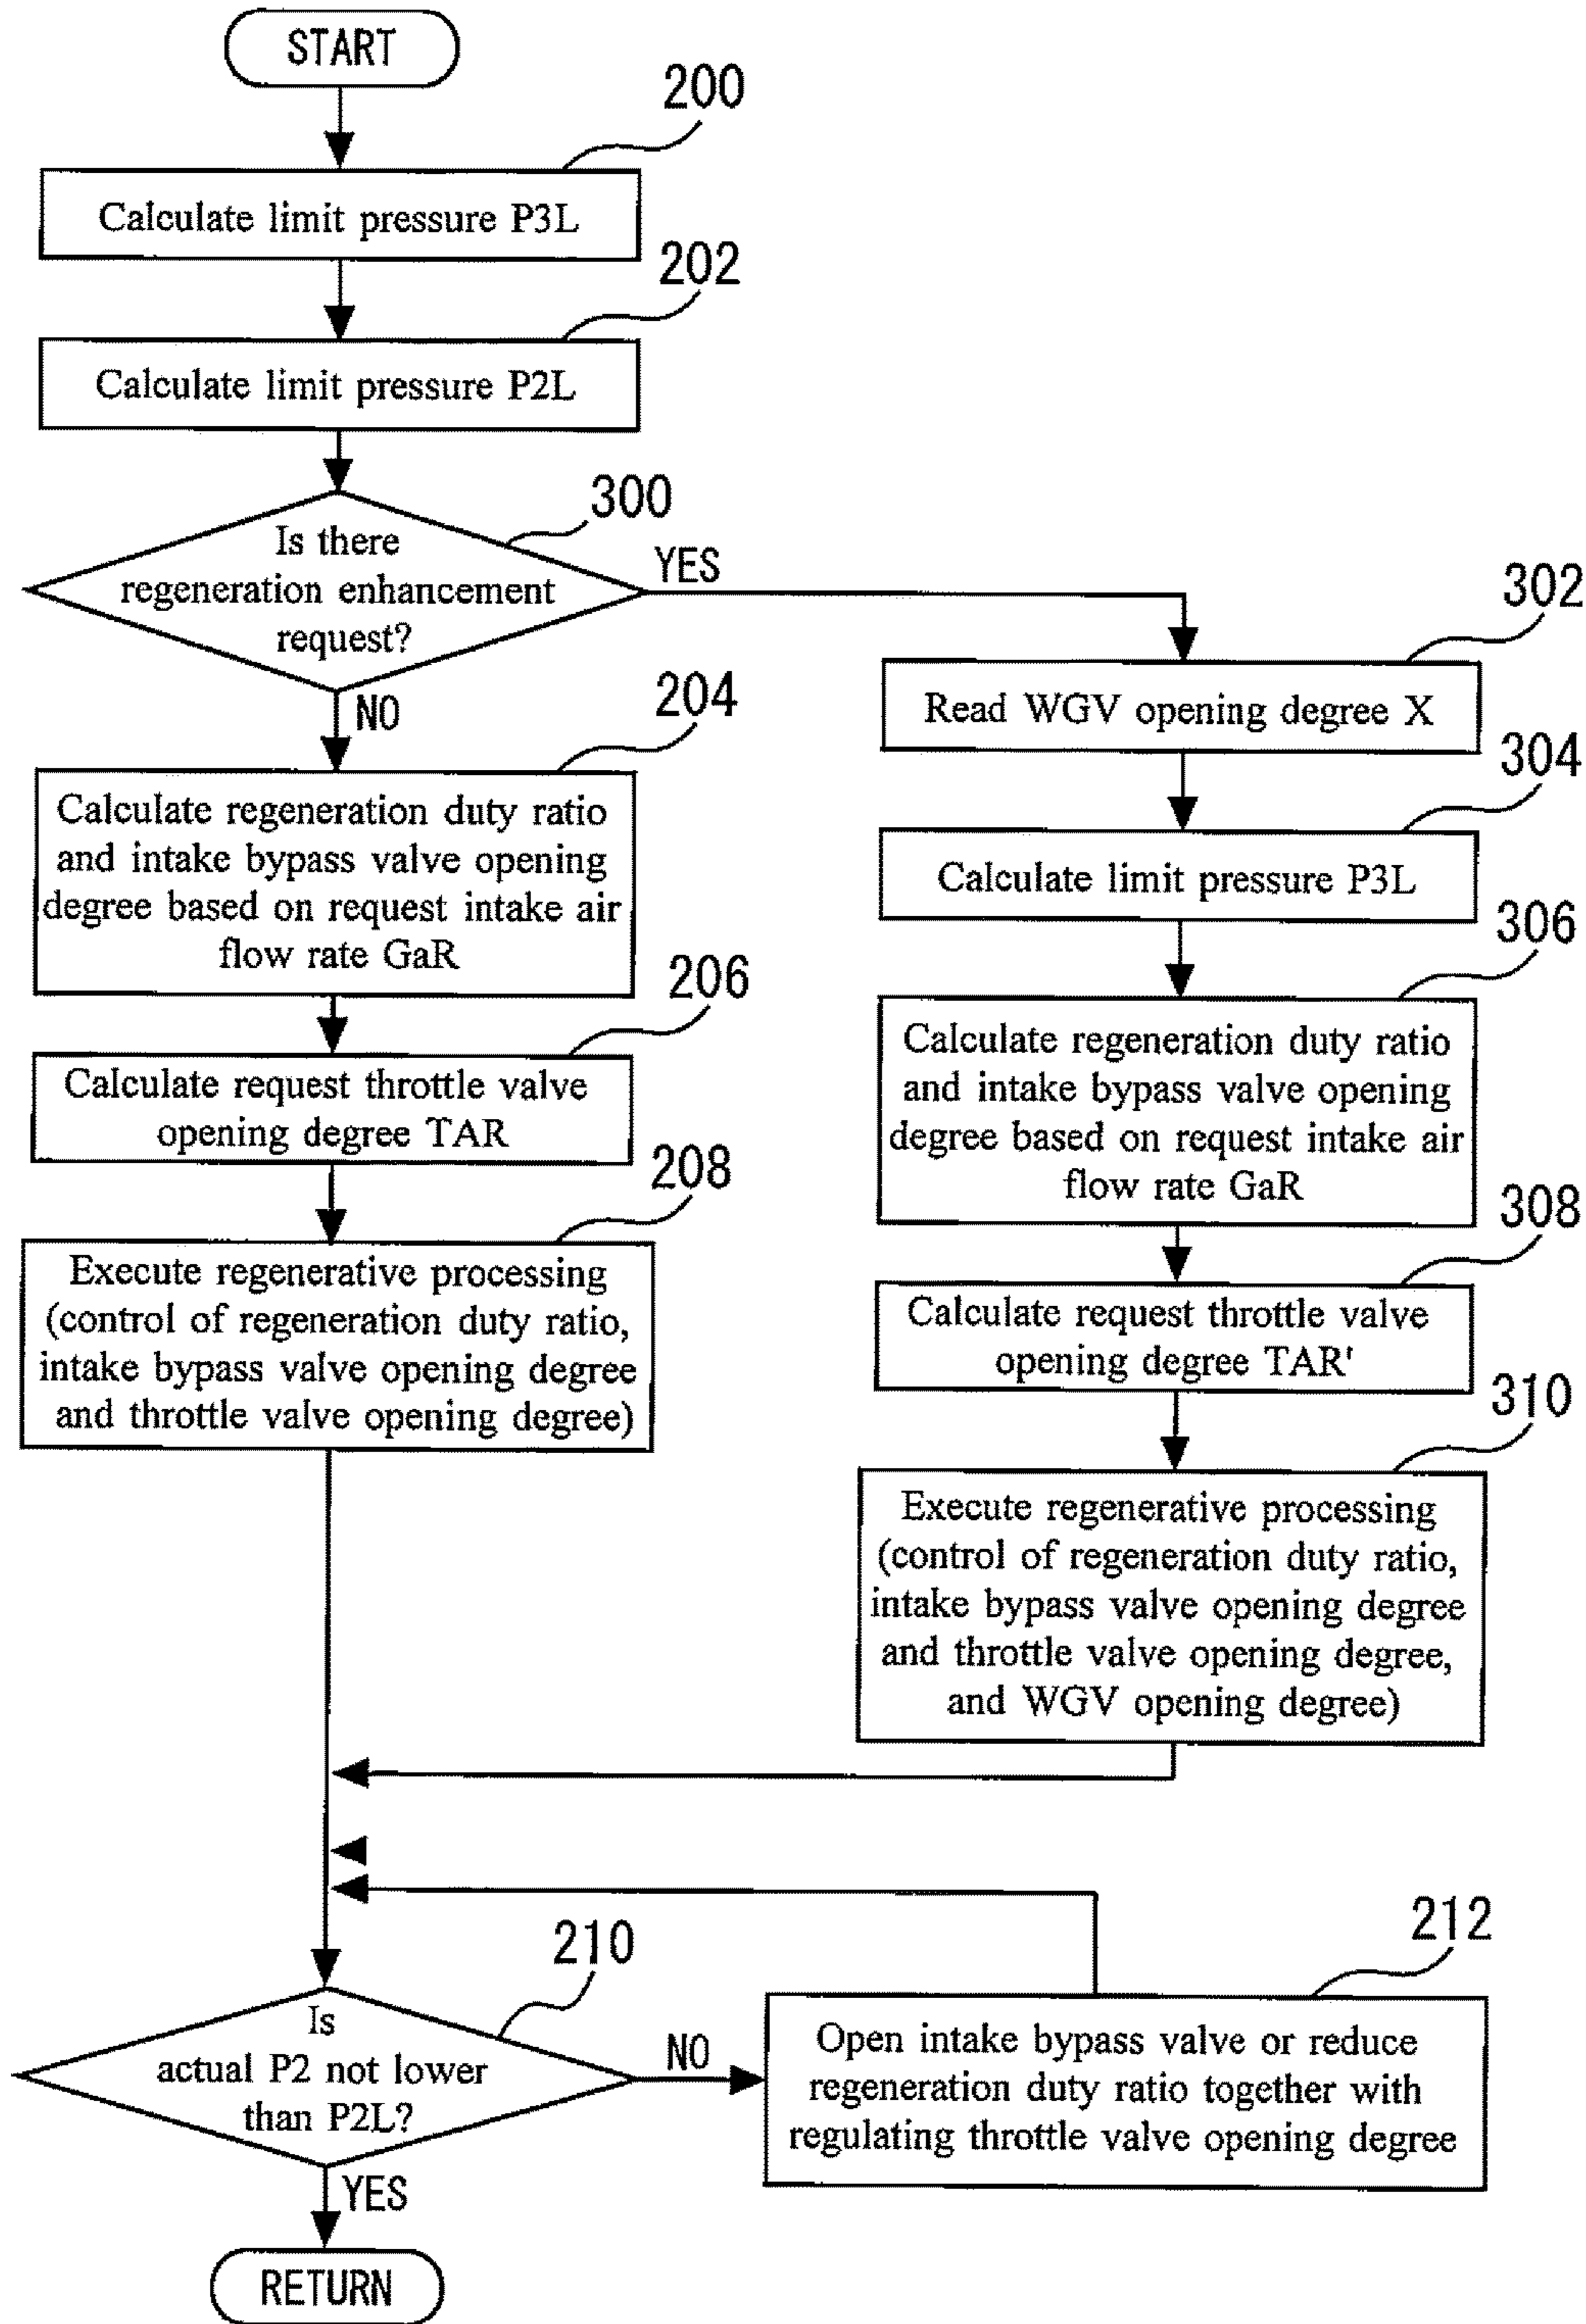 START
200
Calculate limit pressure P3L
202
Calculate limit pressure P2L
300
Is there
regeneration enhancement
request?
YES
NO
302
Read WGV opening degree X
304
Calculate limit pressure P3L
306
Calculate regeneration duty ratio
and intake bypass valve opening
degree based on request intake air
flow rate GaR
308
Calculate request throttle valve
opening degree TAR'
310
Execute regenerative processing
(control of regeneration duty ratio,
intake bypass valve opening degree
and throttle valve opening degree,
and WGV opening degree)
204
Calculate regeneration duty ratio
and intake bypass valve opening
degree based on request intake air
flow rate GaR
206
Calculate request throttle valve
opening degree TAR
208
Execute regenerative processing
(control of regeneration duty ratio,
intake bypass valve opening degree
and throttle valve opening degree)
210
Is
actual P2 not lower
than P2L?
NO
212
Open intake bypass valve or reduce
regeneration duty ratio together with
regulating throttle valve opening degree
YES
RETURN